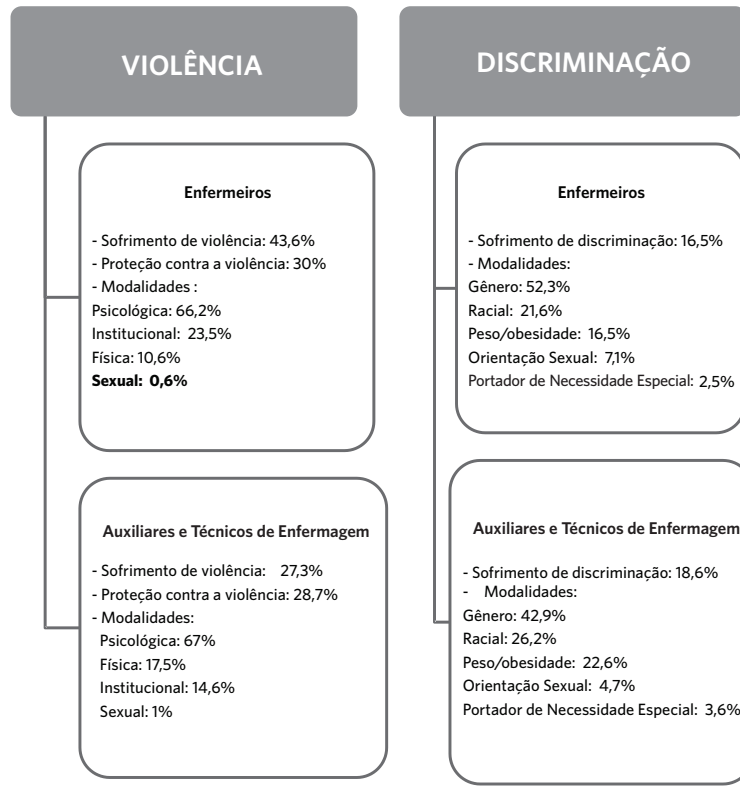 VIOLÊNCIA
Enfermeiros
- Sofrimento de violência: 43,6%
- Proteção contra a violência: 30%
- Modalidades :
Psicológica: 66,2%
Institucional: 23,5%
Física: 10,6%
Sexual: 0,6%
Auxiliares e Técnicos de Enfermagem
- Sofrimento de violência: 27,3%
- Proteção contra a violência: 28,7%
- Modalidades:
Psicológica: 67%
Física: 17,5%
Institucional: 14,6%
Sexual: 1%
DISCRIMINAÇÃO
Enfermeiros
- Sofrimento de discriminação: 16,5%
- Modalidades:
Gênero: 52,3%
Racial: 21,6%
Peso/obesidade: 16,5%
Orientação Sexual: 7,1%
Portador de Necessidade Especial: 2,5%
Auxiliares e Técnicos de Enfermagem
- Sofrimento de discriminação: 18,6%
- Modalidades:
Gênero: 42,9%
Racial: 26,2%
Peso/obesidade: 22,6%
Orientação Sexual: 4,7%
Portador de Necessidade Especial: 3,6%